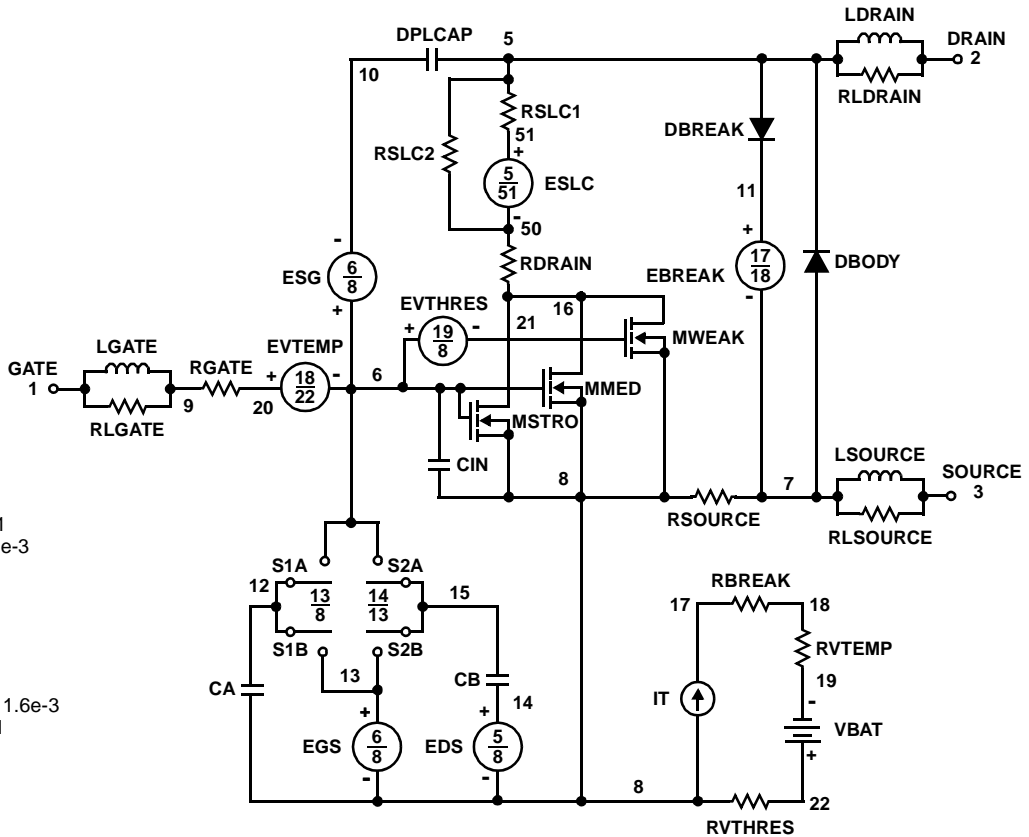 LDRAIN
DPLCAP 5 DRAIN
10 2
RLDRAIN
RSLC1
DBREAK
51
RSLC2
+
5
51
ESLC
11
-
50
-
+
RDRAIN
17
18
DBODY
6
8
EBREAK
ESG
EVTHRES
16
-
+
+
19
8
-
21
MWEAK
LGATE
EVTEMP
GATE
RGATE
+
18
22
-
6
MMED
1
9
20
MSTRO
RLGATE
LSOURCE
CIN
8
7
SOURCE
3
RSOURCE
RLSOURCE
e-3
S1A
S2A
12
13
8
14
13
15
RBREAK
17
18
S1B
S2B
RVTEMP
13
CB
19
CA
1.6e-3
14
IT
-
+
+
VBAT
EGS
6
8
EDS
5
8
+
-
-
8
22
RVTHRES